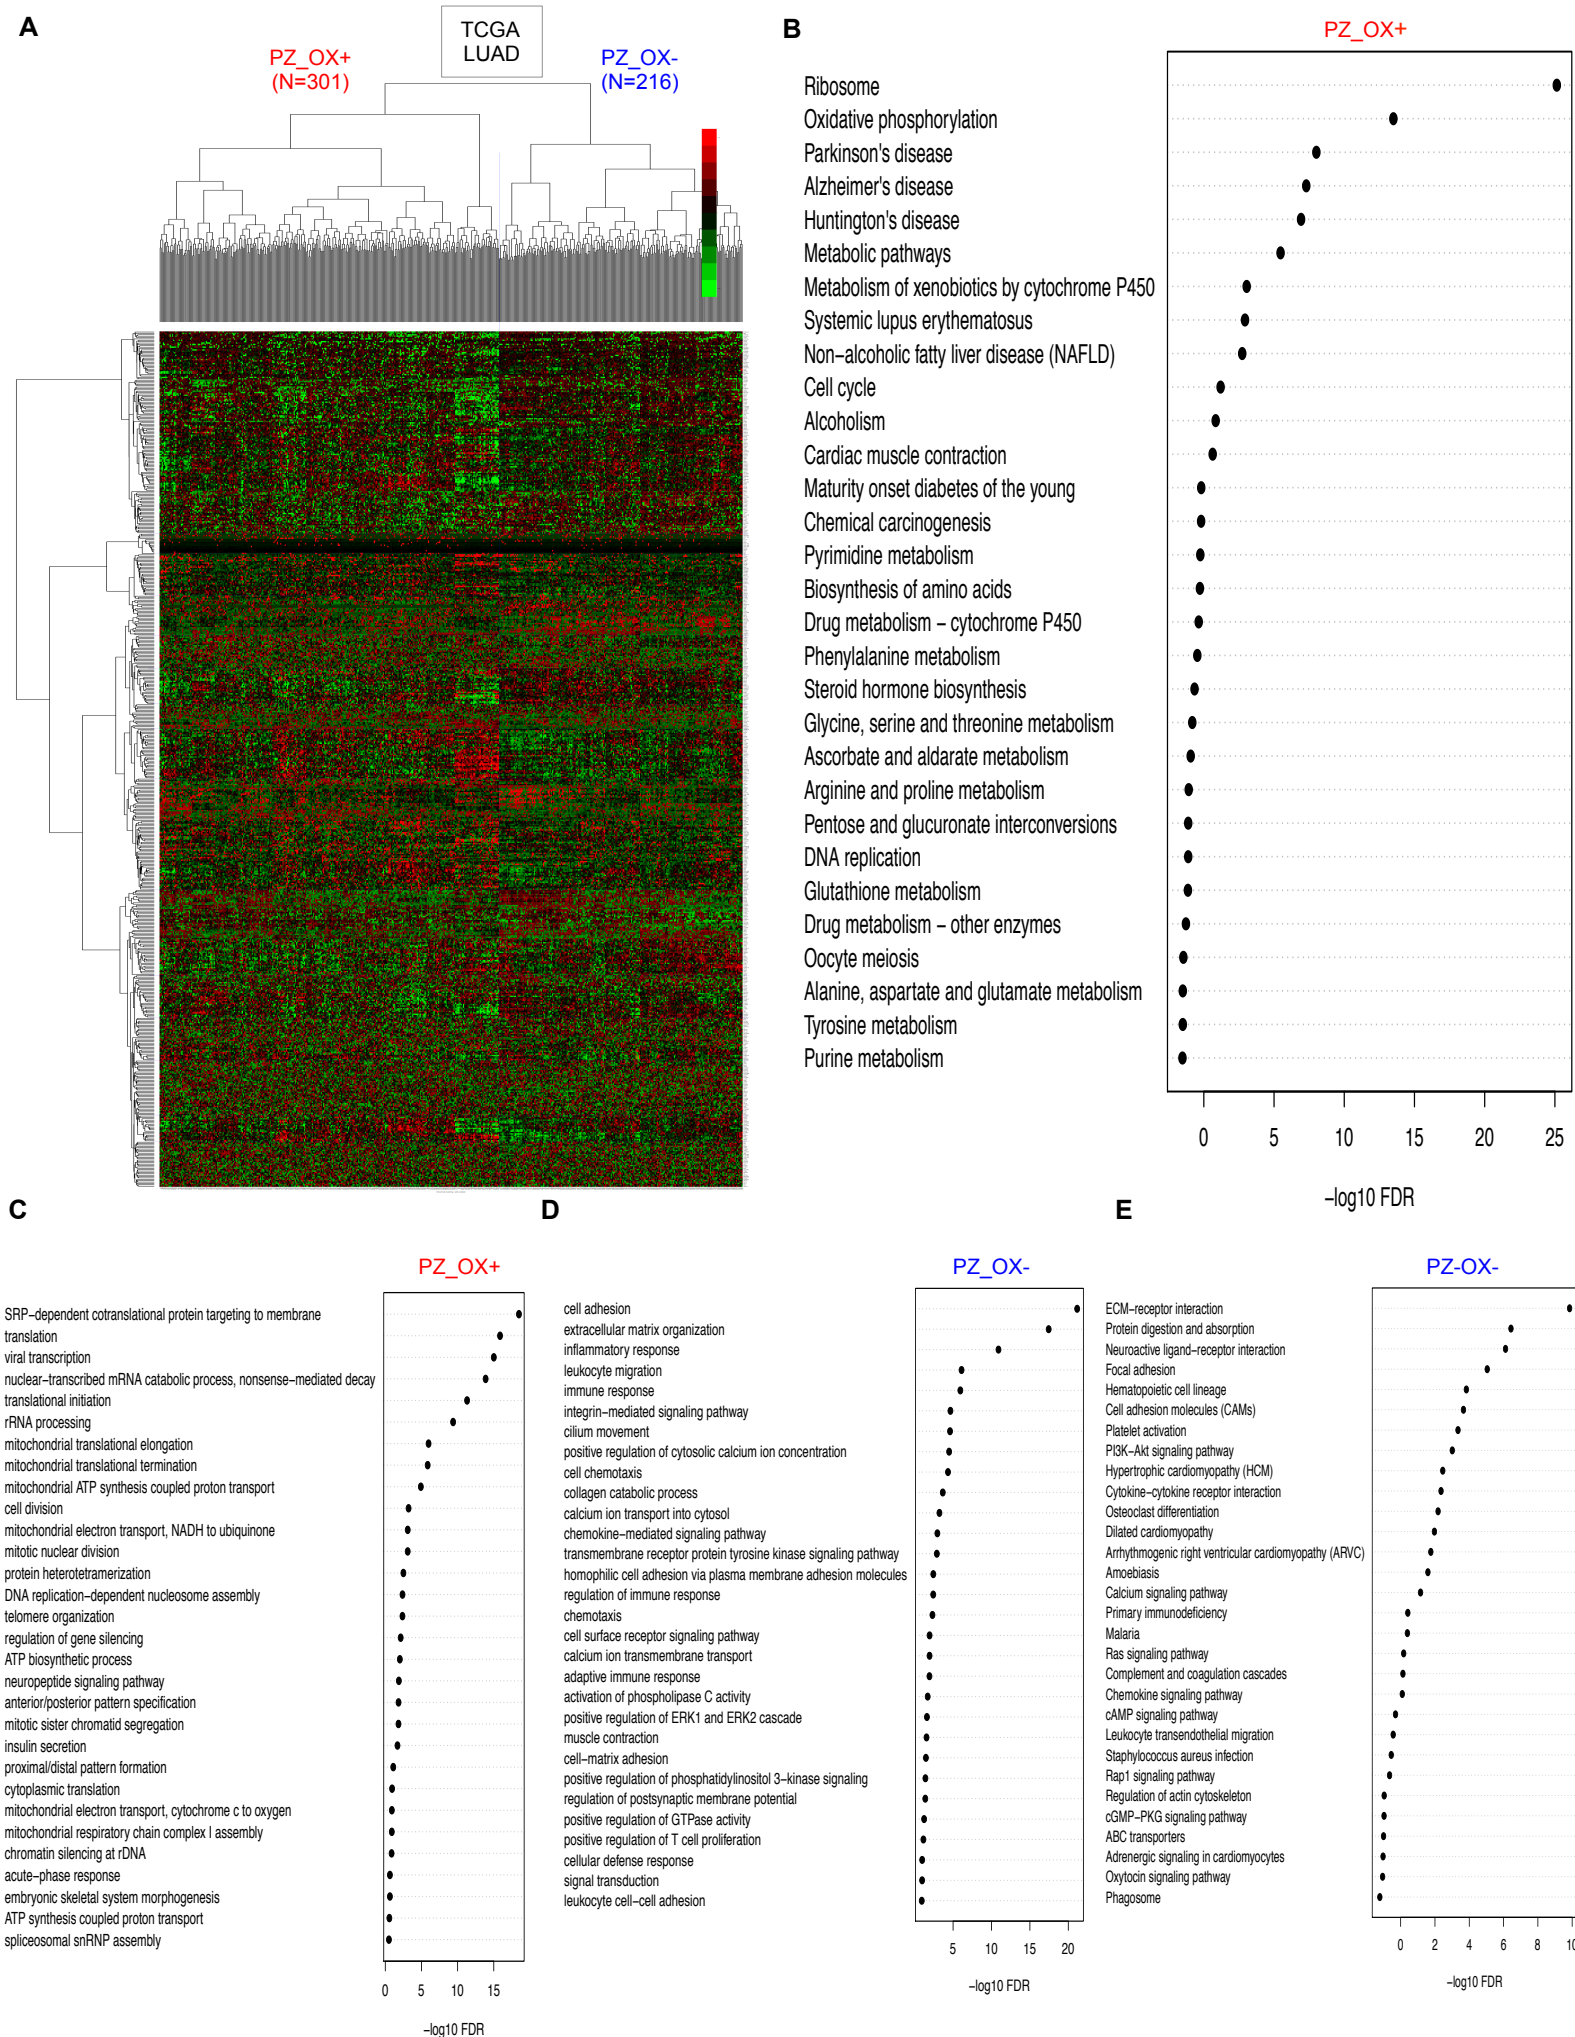 A
TCGA
LUAD
PZ_OX+
(N=301)
PZ_OX-
(N=216)
B
PZ_OX+
Ribosome
Oxidative phosphorylation
Parkinson's disease
Alzheimer's disease
Huntington's disease
Metabolic pathways
Metabolism of xenobiotics by cytochrome P450
Systemic lupus erythematosus
Non−alcoholic fatty liver disease (NAFLD)
Cell cycle
Alcoholism
Cardiac muscle contraction
Maturity onset diabetes of the young
Chemical carcinogenesis
Pyrimidine metabolism
Biosynthesis of amino acids
Drug metabolism − cytochrome P450
Phenylalanine metabolism
Steroid hormone biosynthesis
Glycine, serine and threonine metabolism
Ascorbate and aldarate metabolism
Arginine and proline metabolism
Pentose and glucuronate interconversions
DNA replication
Glutathione metabolism
Drug metabolism − other enzymes
Oocyte meiosis
Alanine, aspartate and glutamate metabolism
Tyrosine metabolism
Purine metabolism
0 5 10 15 20 25
−log10 FDR
C
PZ_OX+
SRP−dependent cotranslational protein targeting to membrane
translation
viral transcription
nuclear−transcribed mRNA catabolic process, nonsense−mediated decay
translational initiation
rRNA processing
mitochondrial translational elongation
mitochondrial translational termination
mitochondrial ATP synthesis coupled proton transport
cell division
mitochondrial electron transport, NADH to ubiquinone
mitotic nuclear division
protein heterotetramerization
DNA replication−dependent nucleosome assembly
telomere organization
regulation of gene silencing
ATP biosynthetic process
neuropeptide signaling pathway
anterior/posterior pattern specification
mitotic sister chromatid segregation
insulin secretion
proximal/distal pattern formation
cytoplasmic translation
mitochondrial electron transport, cytochrome c to oxygen
mitochondrial respiratory chain complex I assembly
chromatin silencing at rDNA
acute−phase response
embryonic skeletal system morphogenesis
ATP synthesis coupled proton transport
spliceosomal snRNP assembly
0 5 10 15
−log10 FDR
D
PZ_OX-
cell adhesion
extracellular matrix organization
inflammatory response
leukocyte migration
immune response
integrin−mediated signaling pathway
cilium movement
positive regulation of cytosolic calcium ion concentration
cell chemotaxis
collagen catabolic process
calcium ion transport into cytosol
chemokine−mediated signaling pathway
transmembrane receptor protein tyrosine kinase signaling pathway
homophilic cell adhesion via plasma membrane adhesion molecules
regulation of immune response
chemotaxis
cell surface receptor signaling pathway
calcium ion transmembrane transport
adaptive immune response
activation of phospholipase C activity
positive regulation of ERK1 and ERK2 cascade
muscle contraction
cell−matrix adhesion
positive regulation of phosphatidylinositol 3−kinase signaling
regulation of postsynaptic membrane potential
positive regulation of GTPase activity
positive regulation of T cell proliferation
cellular defense response
signal transduction
leukocyte cell−cell adhesion
5 10 15 20
−log10 FDR
E
PZ-OX-
ECM−receptor interaction
Protein digestion and absorption
Neuroactive ligand−receptor interaction
Focal adhesion
Hematopoietic cell lineage
Cell adhesion molecules (CAMs)
Platelet activation
PI3K−Akt signaling pathway
Hypertrophic cardiomyopathy (HCM)
Cytokine−cytokine receptor interaction
Osteoclast differentiation
Dilated cardiomyopathy
Arrhythmogenic right ventricular cardiomyopathy (ARVC)
Amoebiasis
Calcium signaling pathway
Primary immunodeficiency
Malaria
Ras signaling pathway
Complement and coagulation cascades
Chemokine signaling pathway
cAMP signaling pathway
Leukocyte transendothelial migration
Staphylococcus aureus infection
Rap1 signaling pathway
Regulation of actin cytoskeleton
cGMP−PKG signaling pathway
ABC transporters
Adrenergic signaling in cardiomyocytes
Oxytocin signaling pathway
Phagosome
0 2 4 6 8 10
−log10 FDR